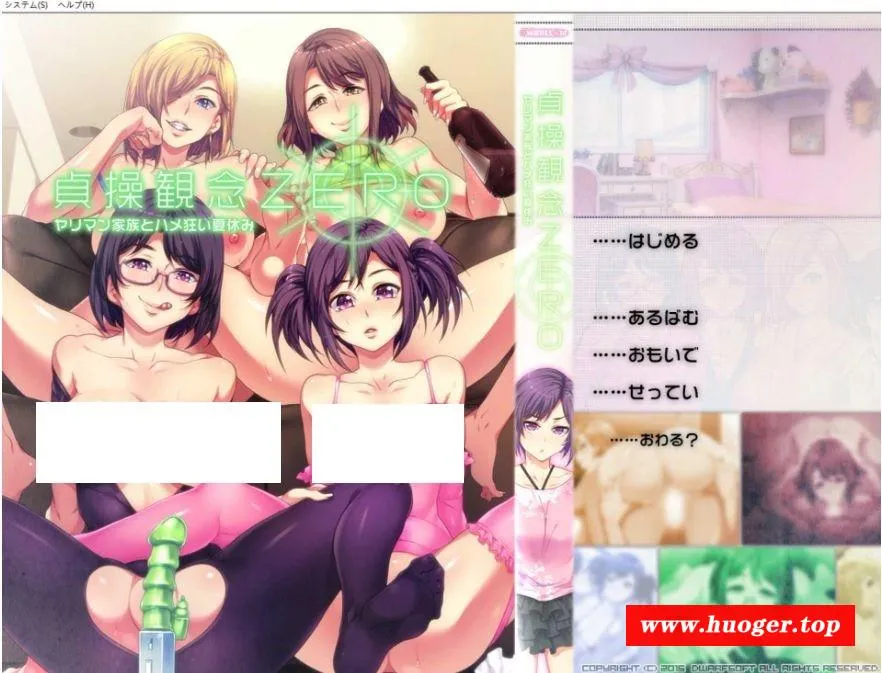 システム(S) ヘルプ(H)
貞操観念ZERO
ヤリマン家族とハメ狂い夏休み
貞操観念ZERO
……はじめる
……あるばむ
……おもいで
……せってい
……おわる?
www.huoger.top
COPYRIGHT (C) 2015 DWARFSOFT ALL RIGHTS RESERVED.